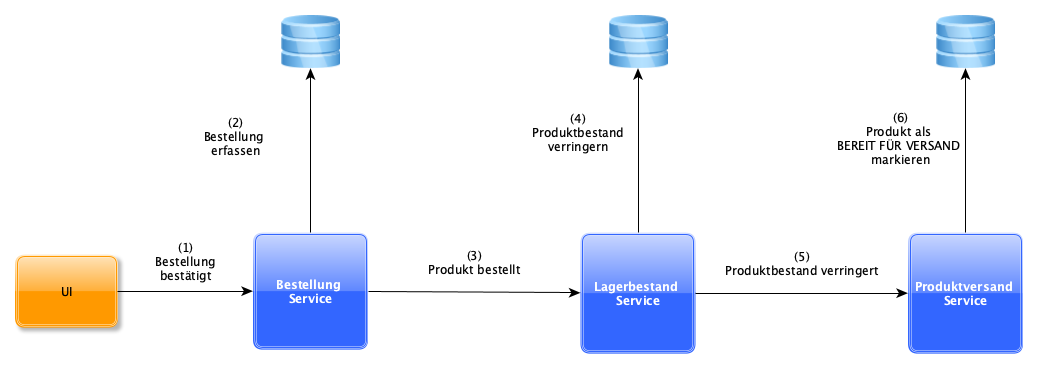 (2)
Bestellung
erfassen
(4)
Produktbestand
verringern
(6)
Produkt als
BEREIT FÜR VERSAND
markieren
UI
(1)
Bestellung
bestätigt
Bestellung
Service
(3)
Produkt bestellt
Lagerbestand
Service
(5)
Produktbestand verringert
Produktversand
Service